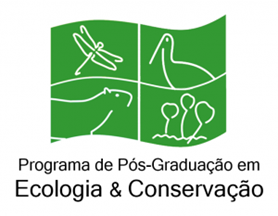 Programa de Pós-Graduação em
Ecologia & Conservação